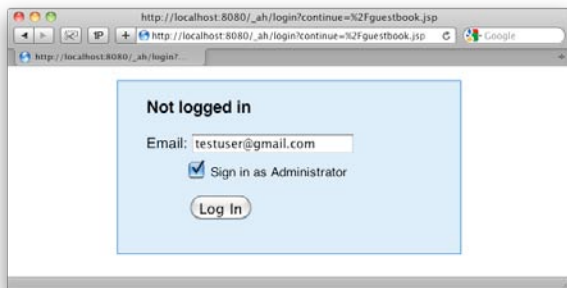 http://localhost:8080/_ah/login?continue=%2Fguestbook.jsp
1P + http://localhost:8080/_ah/login?continue=%2Fguestbook.jsp Google
http://localhost:8080/_ah/login?...
Not logged in
Email: testuser@gmail.com
Sign in as Administrator
Log In